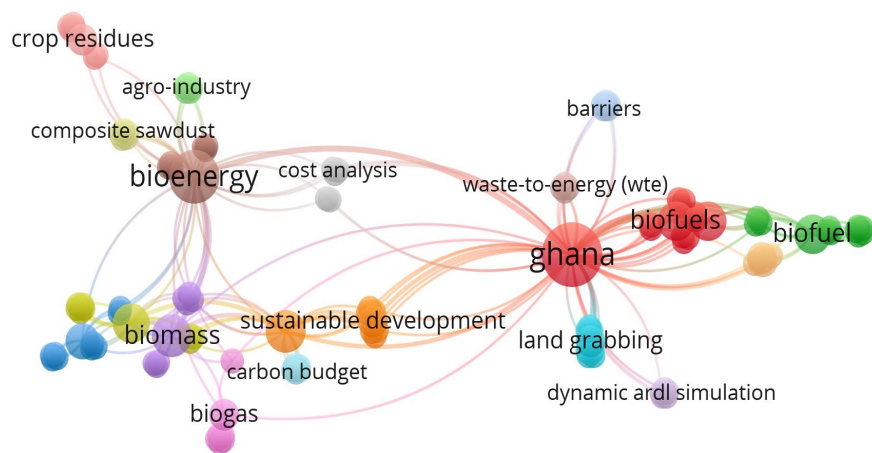 crop residues
agro-industry
composite sawdust
bioenergy
cost analysis
barriers
waste-to-energy (wte)
biofuels
biofuel
ghana
sustainable development
biomass
land grabbing
carbon budget
dynamic ardl simulation
biogas